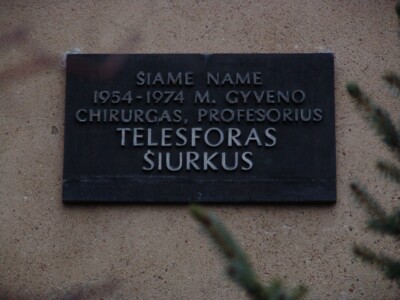 ŠIAME NAME
1954-1974 M. GYVENO
CHIRURGAS, PROFESORIUS
TELESFORAS
ŠIURKUS